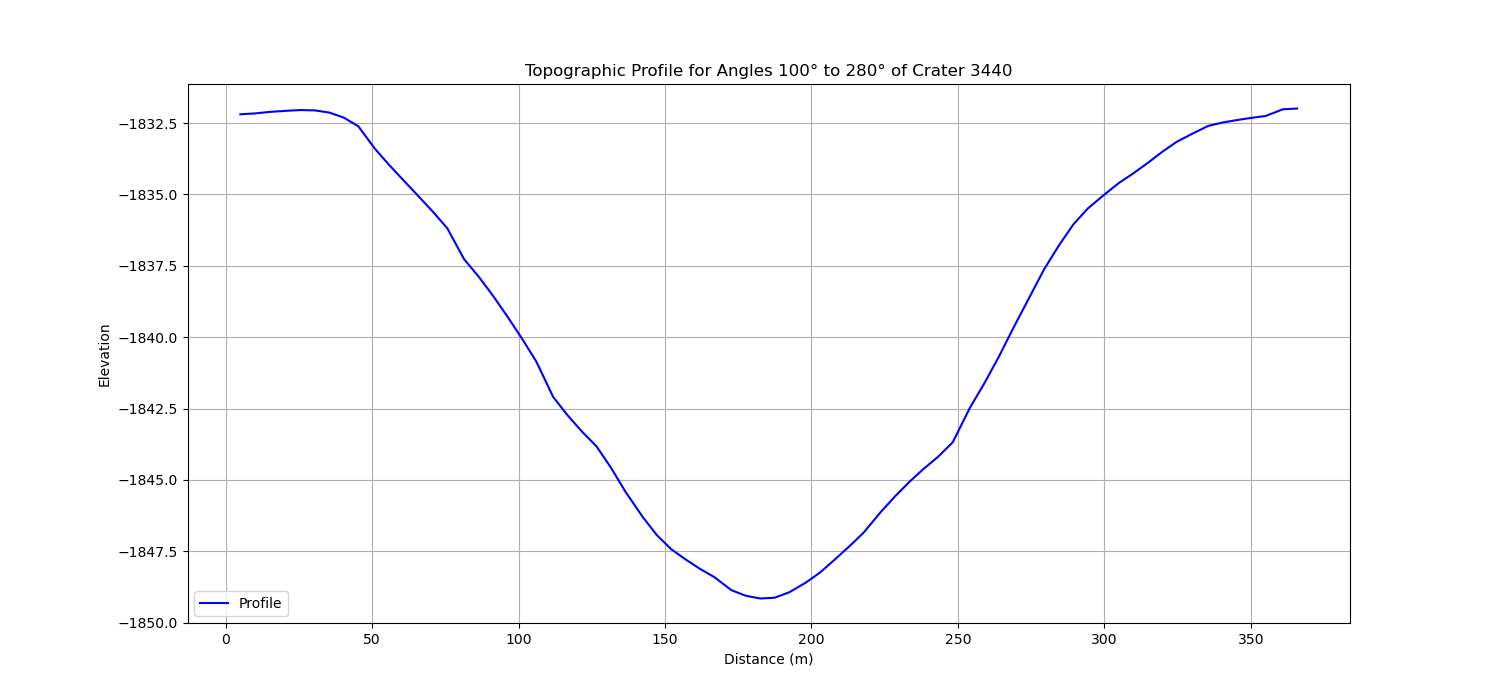 Topographic Profile for Angles 100° to 280° of Crater 3440
Elevation
−1832.5
−1835.0
−1837.5
−1840.0
−1842.5
−1845.0
−1847.5
−1850.0
Profile
0 50 100 150 200 250 300 350
Distance (m)